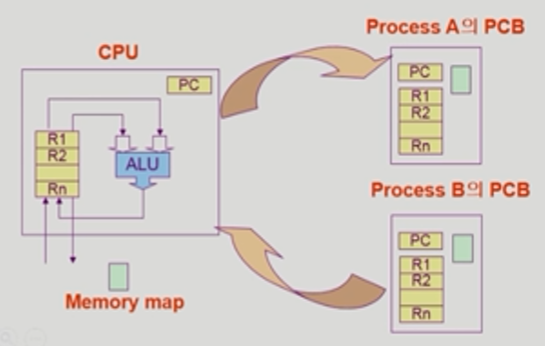 Process A의 PCB
CPU
PC
R1
R2
Rn
ALU
Memory map
PC
R1
R2
Rn
Process B의 PCB
PC
R1
R2
Rn